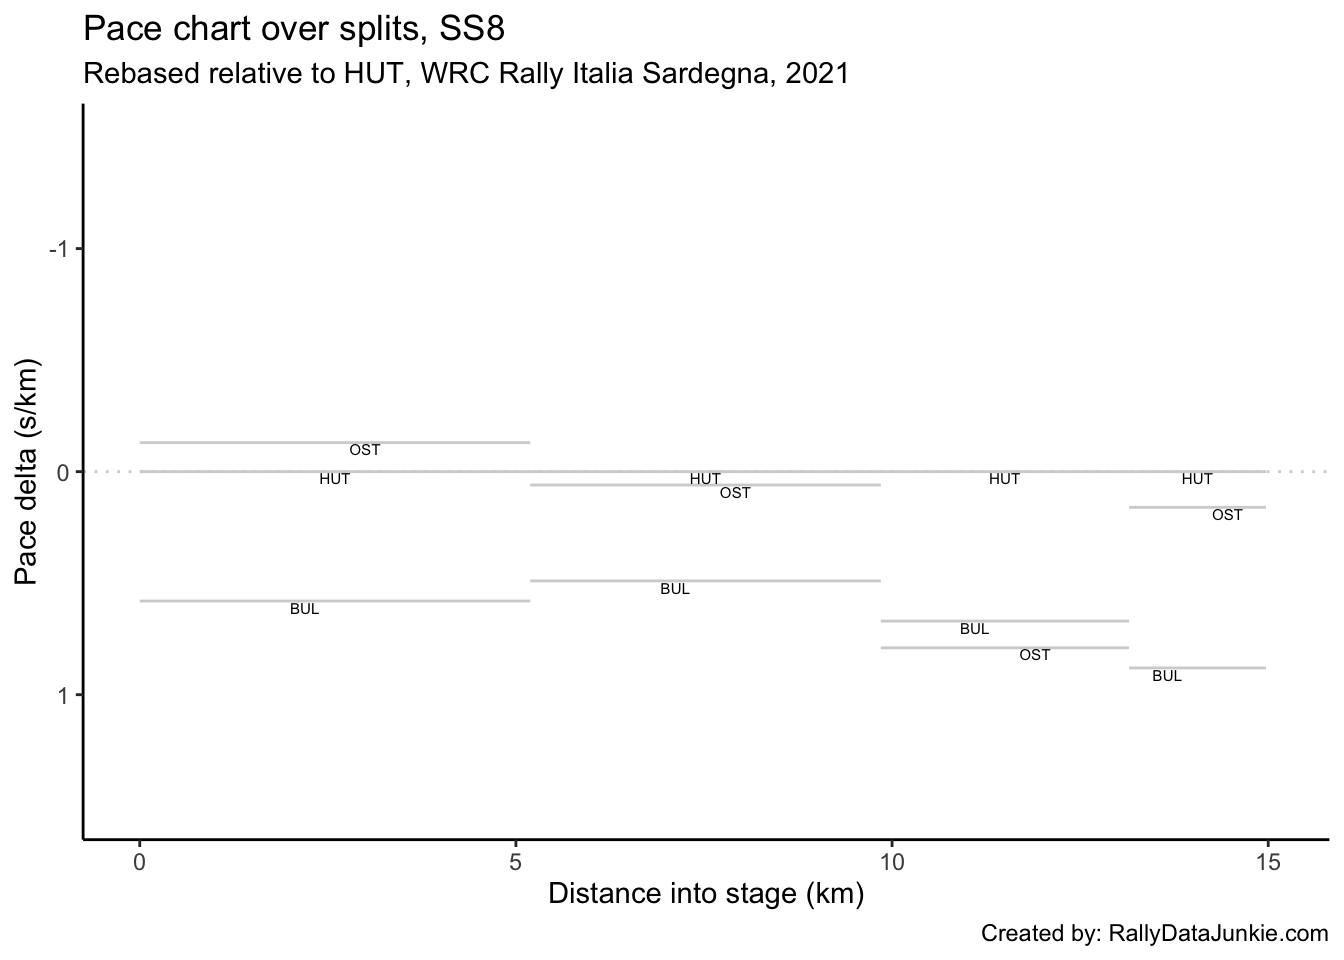 Pace chart over splits, SS8
Rebased relative to HUT, WRC Rally Italia Sardegna, 2021
Pace delta (s/km)
-1
0
1
OST
HUT
HUT
HUT
HUT
OST
OST
BUL
BUL
BUL
OST
BUL
0
5
10
15
Distance into stage (km)
Created by: RallyDataJunkie.com